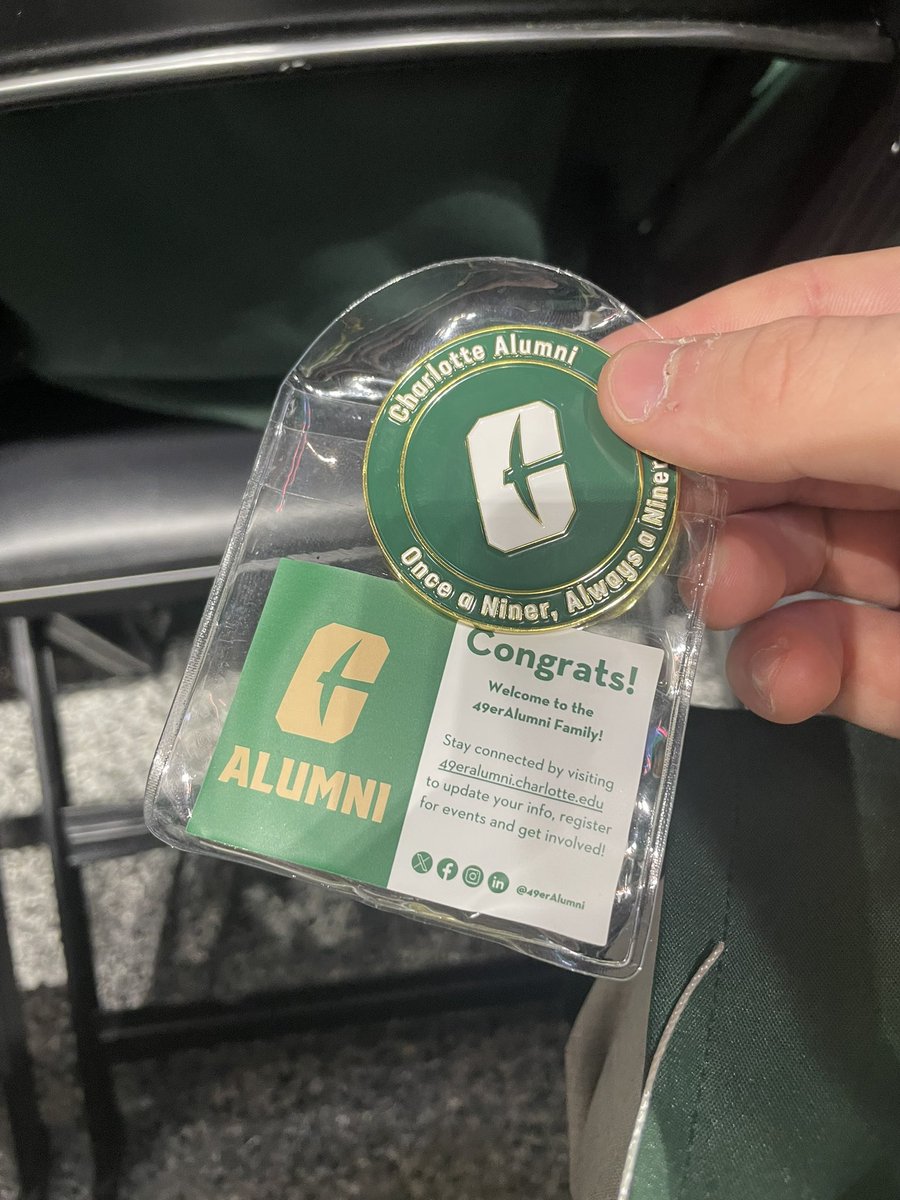 Charlotte Alumni
Once a Niner, Always a Niner
ALUMNI
Congrats!
Welcome to the
49erAlumni Family!
Stay connected by visiting
49eralumni.charlotte.edu
to update your info, register
for events and get involved!
@49erAlumni